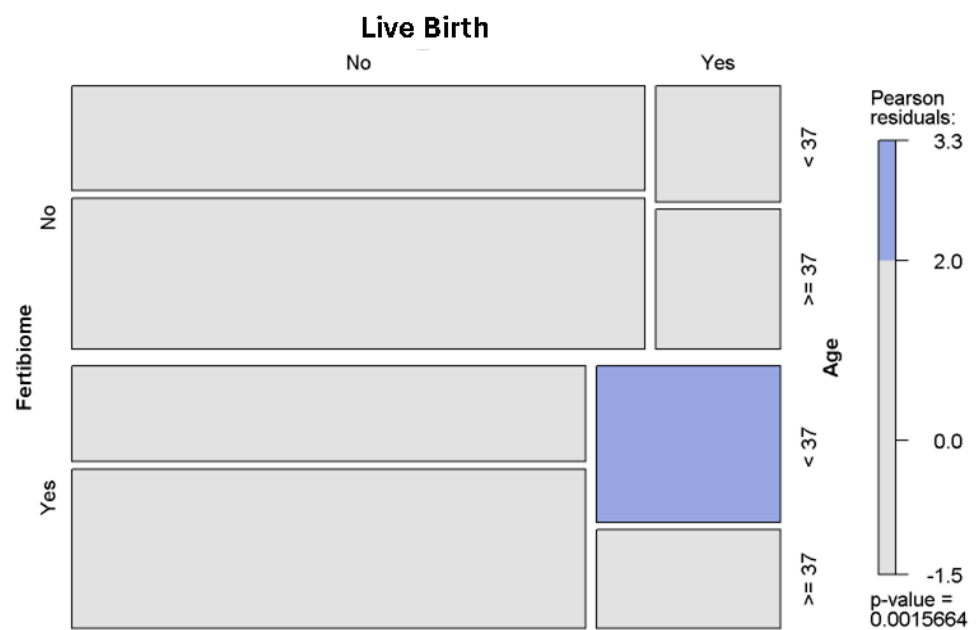 Live Birth
No Yes
Pearson
residuals:
3.3
2.0
0.0
-1.5
p-value =
0.0015664
Fertibiome
No
Yes
Age
< 37
>= 37
< 37
>= 37